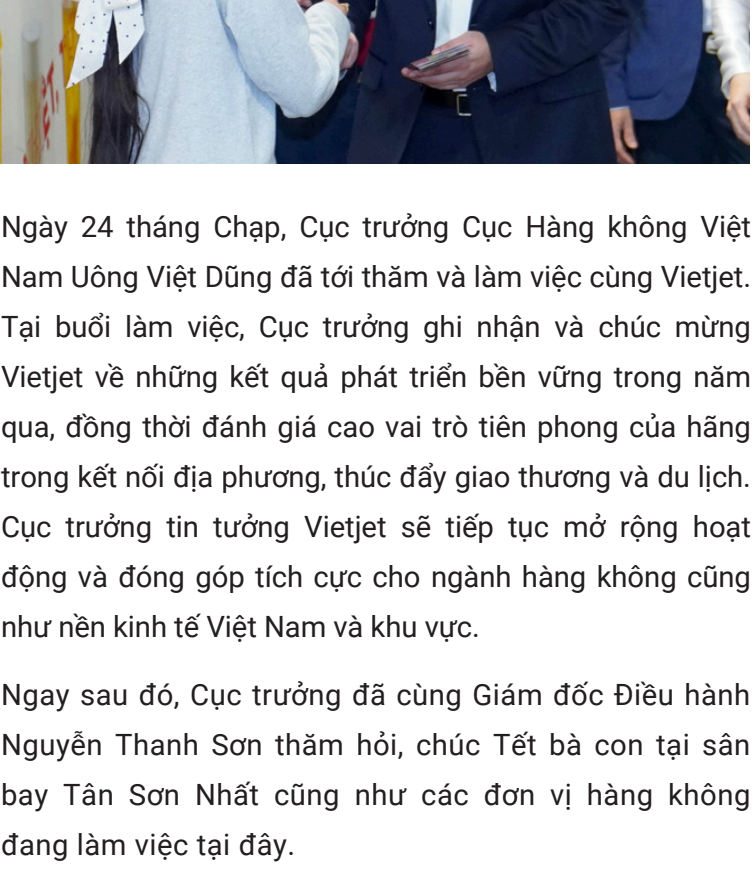 Ngày 24 tháng Chạp, Cục trưởng Cục Hàng không Việt
Nam Uông Việt Dũng đã tới thăm và làm việc cùng Vietjet.
Tại buổi làm việc, Cục trưởng ghi nhận và chúc mừng
Vietjet về những kết quả phát triển bền vững trong năm
qua, đồng thời đánh giá cao vai trò tiên phong của hãng
trong kết nối địa phương, thúc đẩy giao thương và du lịch.
Cục trưởng tin tưởng Vietjet sẽ tiếp tục mở rộng hoạt
động và đóng góp tích cực cho ngành hàng không cũng
như nền kinh tế Việt Nam và khu vực.
Ngay sau đó, Cục trưởng đã cùng Giám đốc Điều hành
Nguyễn Thanh Sơn thăm hỏi, chúc Tết bà con tại sân
bay Tân Sơn Nhất cũng như các đơn vị hàng không
đang làm việc tại đây.